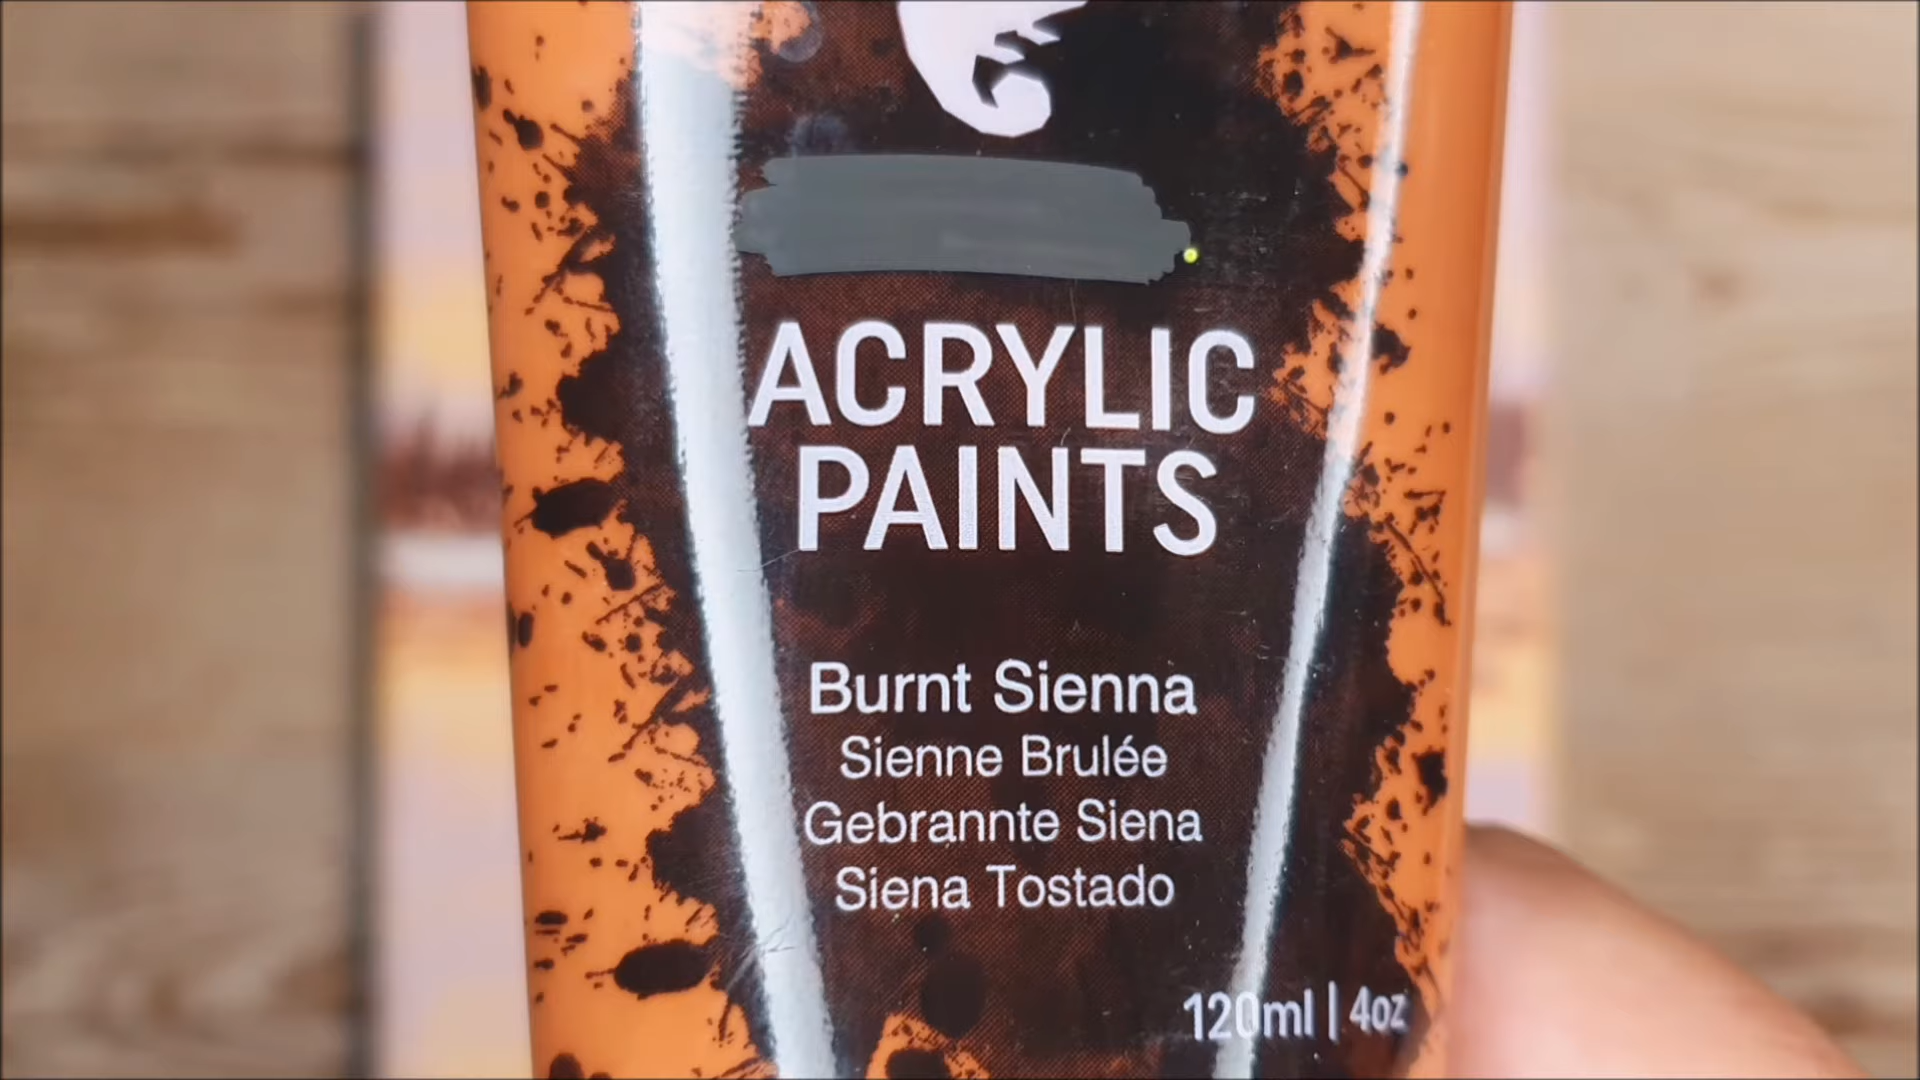 ACRYLIC
PAINTS
Burnt Sienna
Sienne Brulée
Gebrannte Siena
Siena Tostado
120ml | 4oz